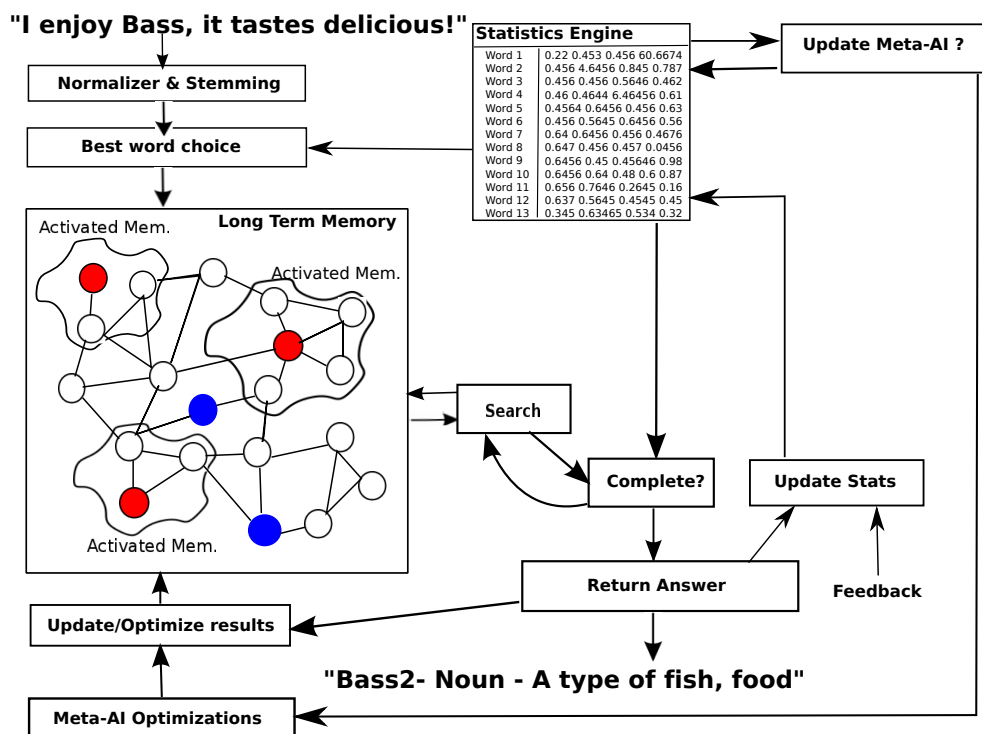 "I enjoy Bass, it tastes delicious!"
Normalizer & Stemming
Best word choice
Statistics Engine
Word 1 0.22 0.453 0.456 60.6674
Word 2 0.456 4.6456 0.845 0.787
Word 3 0.456 0.456 0.5646 0.462
Word 4 0.46 0.4644 6.46456 0.61
Word 5 0.4564 0.6456 0.456 0.63
Word 6 0.456 0.5645 0.6456 0.56
Word 7 0.64 0.6456 0.456 0.4676
Word 8 0.647 0.456 0.457 0.0456
Word 9 0.6456 0.45 0.45646 0.98
Word 10 0.6456 0.64 0.48 0.6 0.87
Word 11 0.656 0.7646 0.2645 0.16
Word 12 0.637 0.5645 0.4545 0.45
Word 13 0.345 0.63465 0.534 0.32
Update Meta-AI ?
Long Term Memory
Activated Mem.
Activated Mem.
Activated Mem.
Search
Complete?
Update Stats
Return Answer
Feedback
Update/Optimize results
"Bass2- Noun - A type of fish, food"
Meta-AI Optimizations